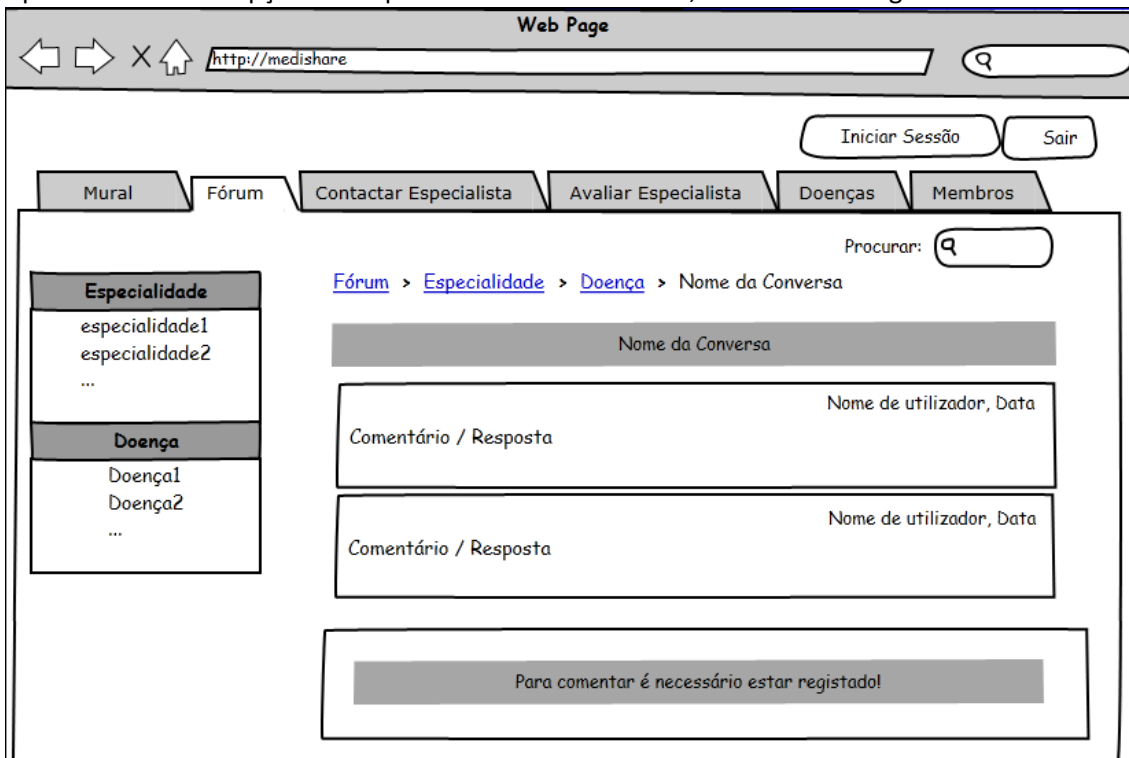 Web Page
http://medishare
Iniciar Sessão
Sair
Mural
Fórum
Contactar Especialista
Avaliar Especialista
Doenças
Membros
Procurar:
Fórum > Especialidade > Doença > Nome da Conversa
Especialidade
especialidade1
especialidade2
...
Doença
Doença1
Doença2
...
Nome da Conversa
Nome de utilizador, Data
Comentário / Resposta
Nome de utilizador, Data
Comentário / Resposta
Para comentar é necessário estar registado!